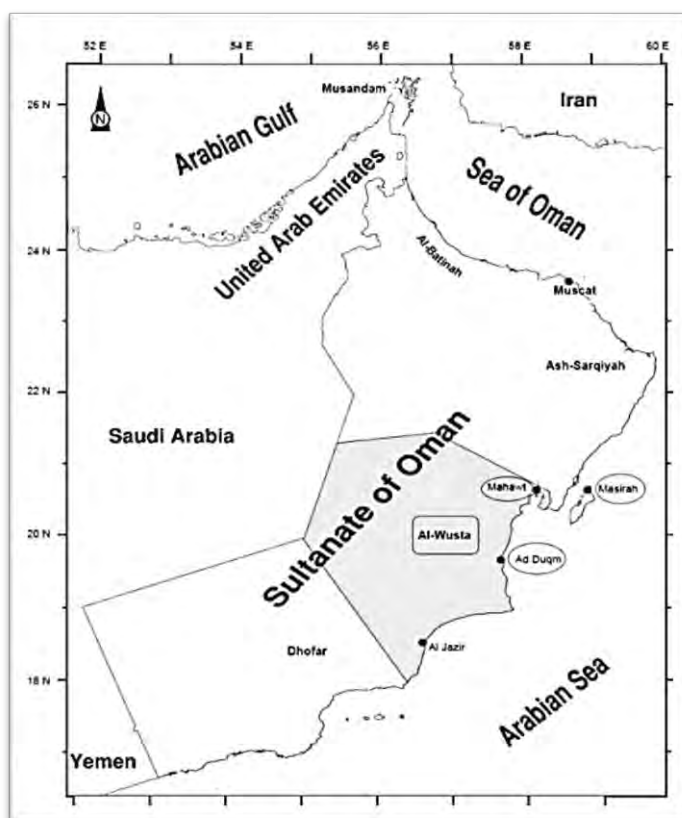 52 E 54 E 56 E 58 E 60 E
26 N
Musandam
Iran
Arabian Gulf
Sea of Oman
United Arab Emirates
24 N
Al-Batinah
Muscat
Ash-Sarqiyah
22 N
Saudi Arabia
Sultanate of Oman
Mahawt
Masirah
20 N
Al-Wusta
Ad Duqm
Dhofar
Al Jazir
18 N
Arabian Sea
Yemen
N